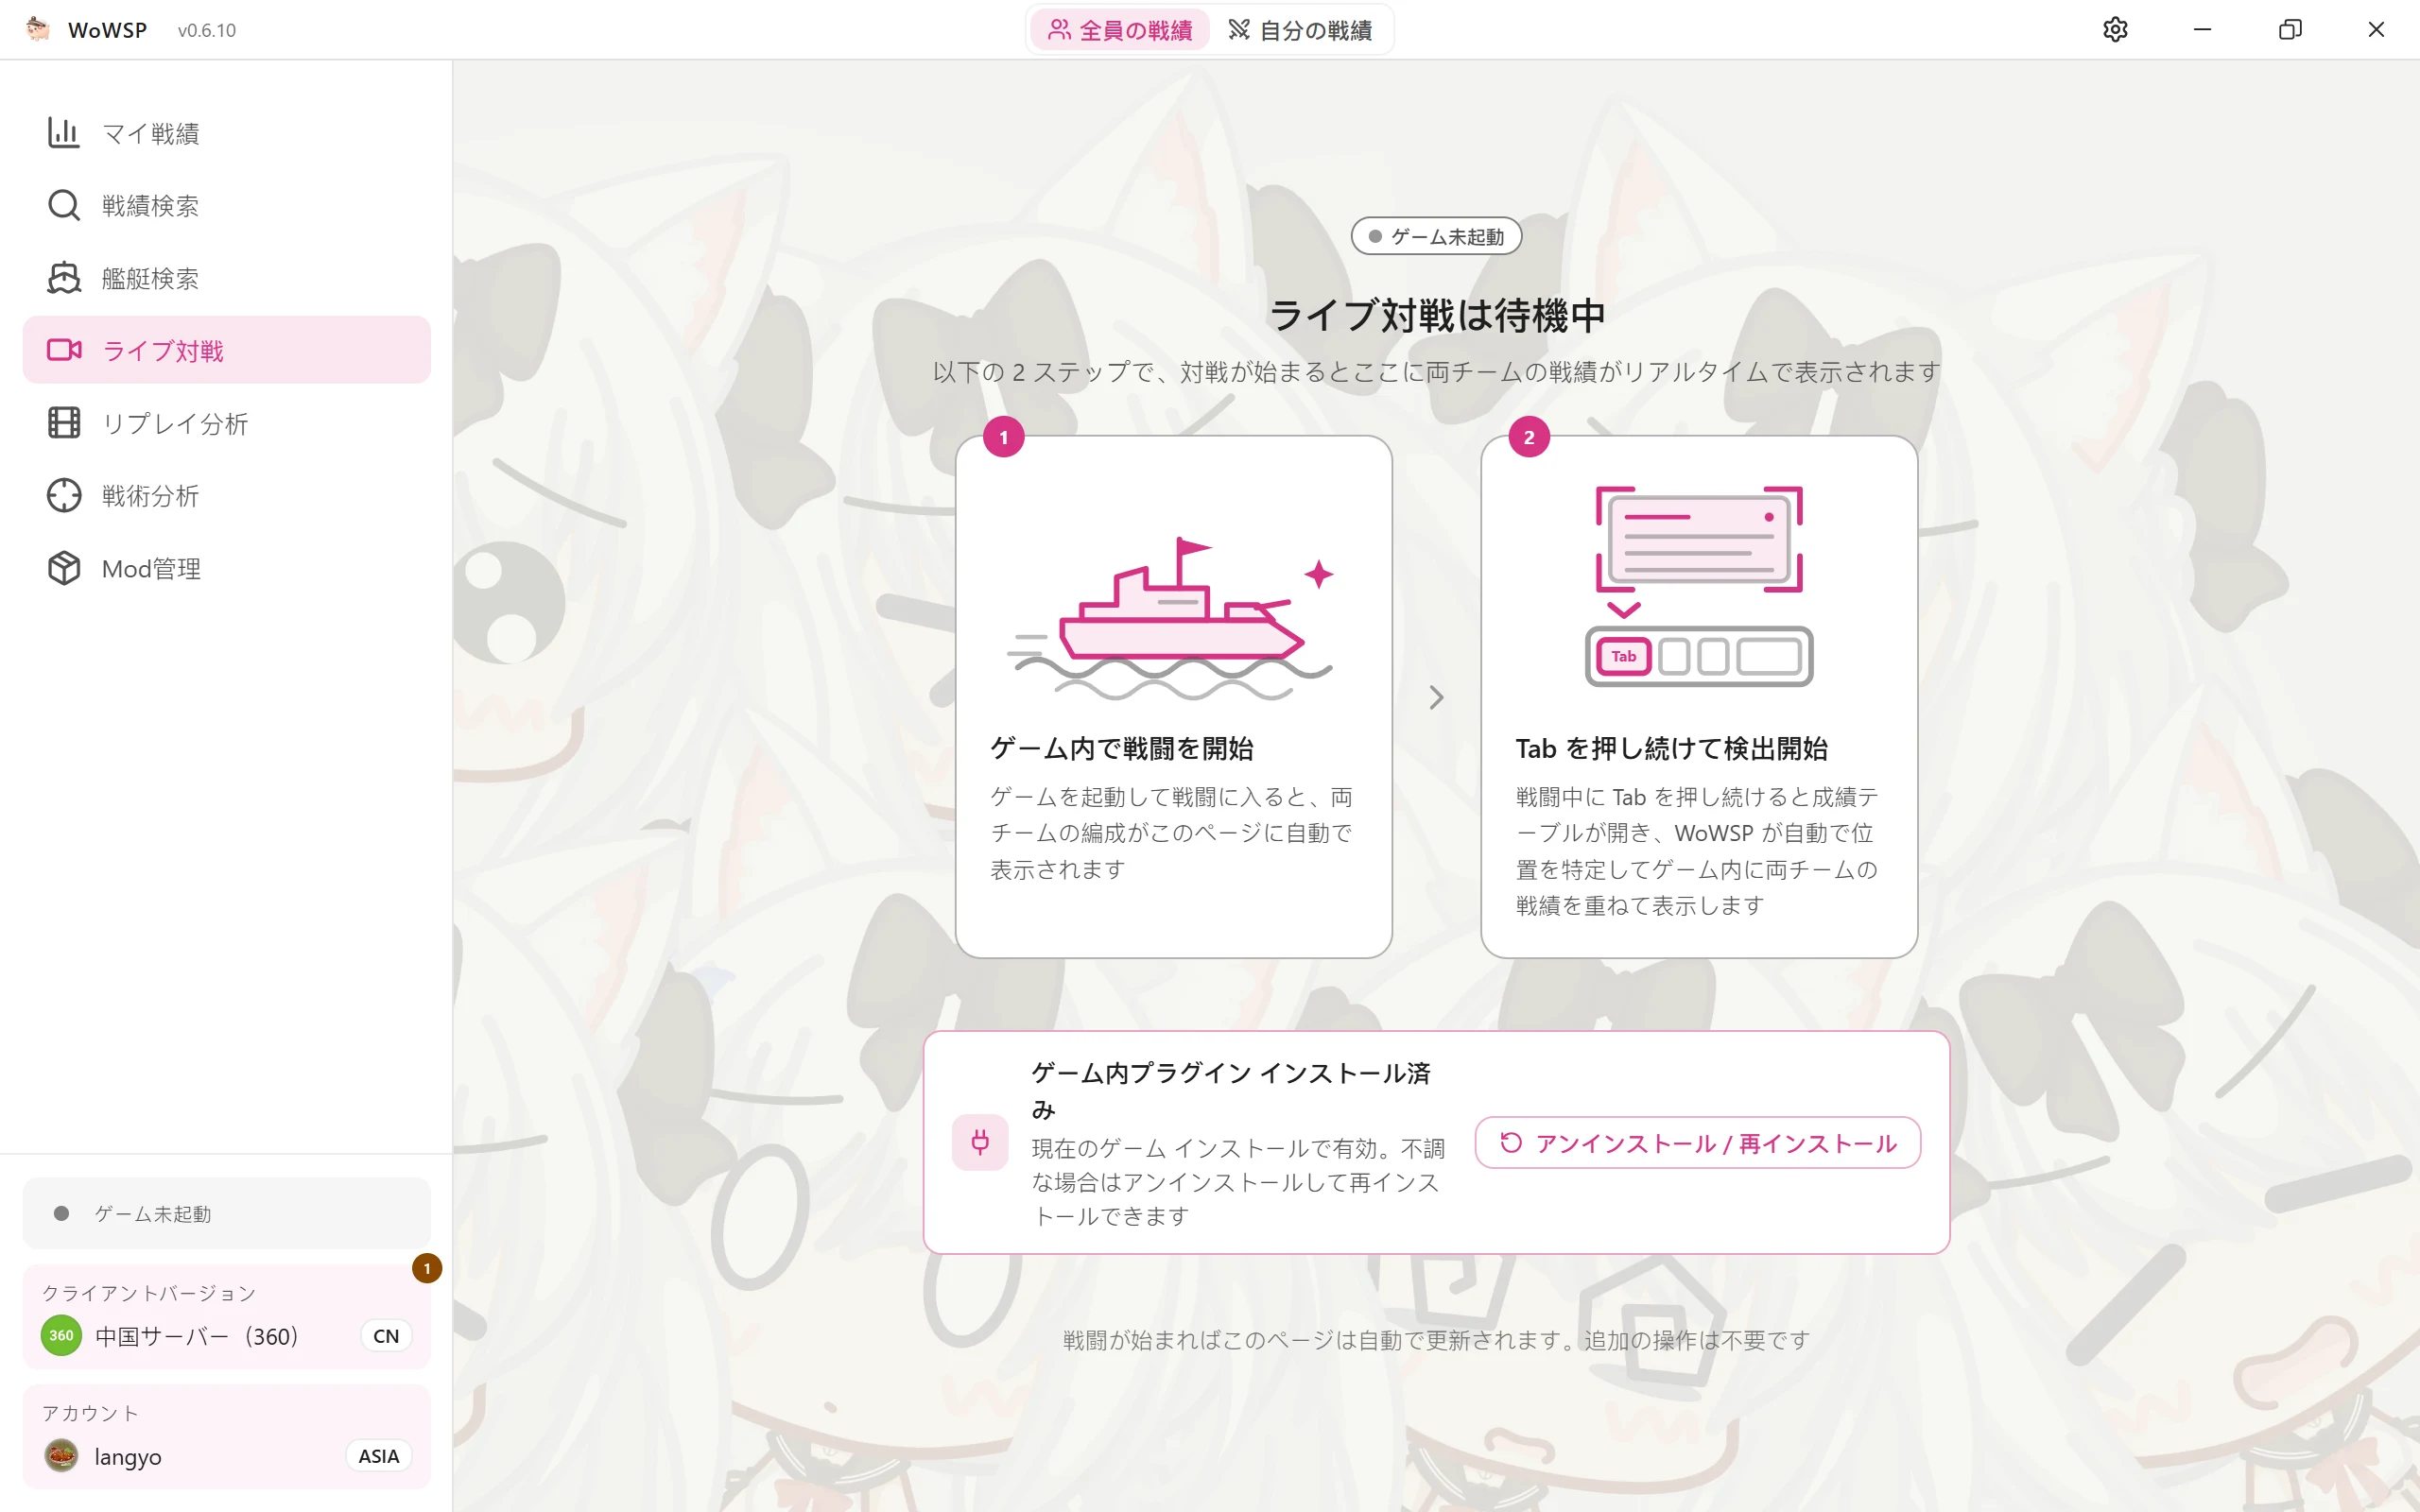 WoWSP v0.6.10
全員の戦績
自分の戦績
マイ戦績
戦績検索
艦艇検索
ライブ対戦
リプレイ分析
戦術分析
Mod管理
ゲーム未起動
クライアントバージョン
1
360 中国サーバー（360） CN
アカウント
langyo ASIA
ゲーム未起動
ライブ対戦は待機中
以下の 2 ステップで、対戦が始まるとここに両チームの戦績がリアルタイムで表示されます
1
ゲーム内で戦闘を開始
ゲームを起動して戦闘に入ると、両
チームの編成がこのページに自動で
表示されます
2
Tab
Tab を押し続けて検出開始
戦闘中に Tab を押し続けると成績テ
ーブルが開き、WoWSP が自動で位
置を特定してゲーム内に両チームの
戦績を重ねて表示します
ゲーム内プラグイン インストール済
み
現在のゲーム インストールで有効。不調
な場合はアンインストールして再インス
トールできます
アンインストール / 再インストール
戦闘が始まればこのページは自動で更新されます。追加の操作は不要です